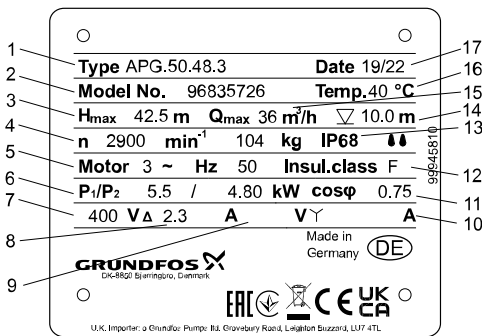 1 Type APG.50.48.3 Date 19/22 17
2 Model No. 96835726 Temp. 40 °C 16
3 Hmax 42.5 m Qmax 36 m³/h 10.0 m 15 14
4 n 2900 min⁻¹ 104 kg IP68 13
5 Motor 3 ~ Hz 50 Insul.class F 12
6 P1/P2 5.5 / 4.80 kW cosφ 0.75 11
7 400 V Δ 2.3 A V Y A 10
8
9
99945810
Made in
Germany DE
GRUNDFOS X
DK-8850 Bjerringbro, Denmark
EAC CE UK CA
U.K. Importer: o Grundfos Pumps ltd. Grovebury Road, Leighton Buzzard, LU7 4TL